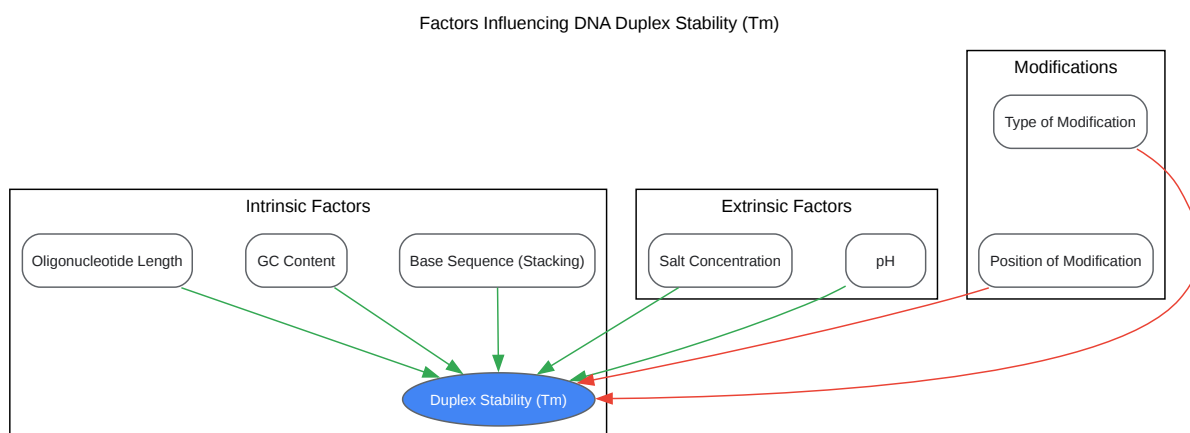 Factors Influencing DNA Duplex Stability (Tm)
Modifications
Type of Modification
Intrinsic Factors
Extrinsic Factors
Oligonucleotide Length
GC Content
Base Sequence (Stacking)
Salt Concentration
pH
Position of Modification
Duplex Stability (Tm)